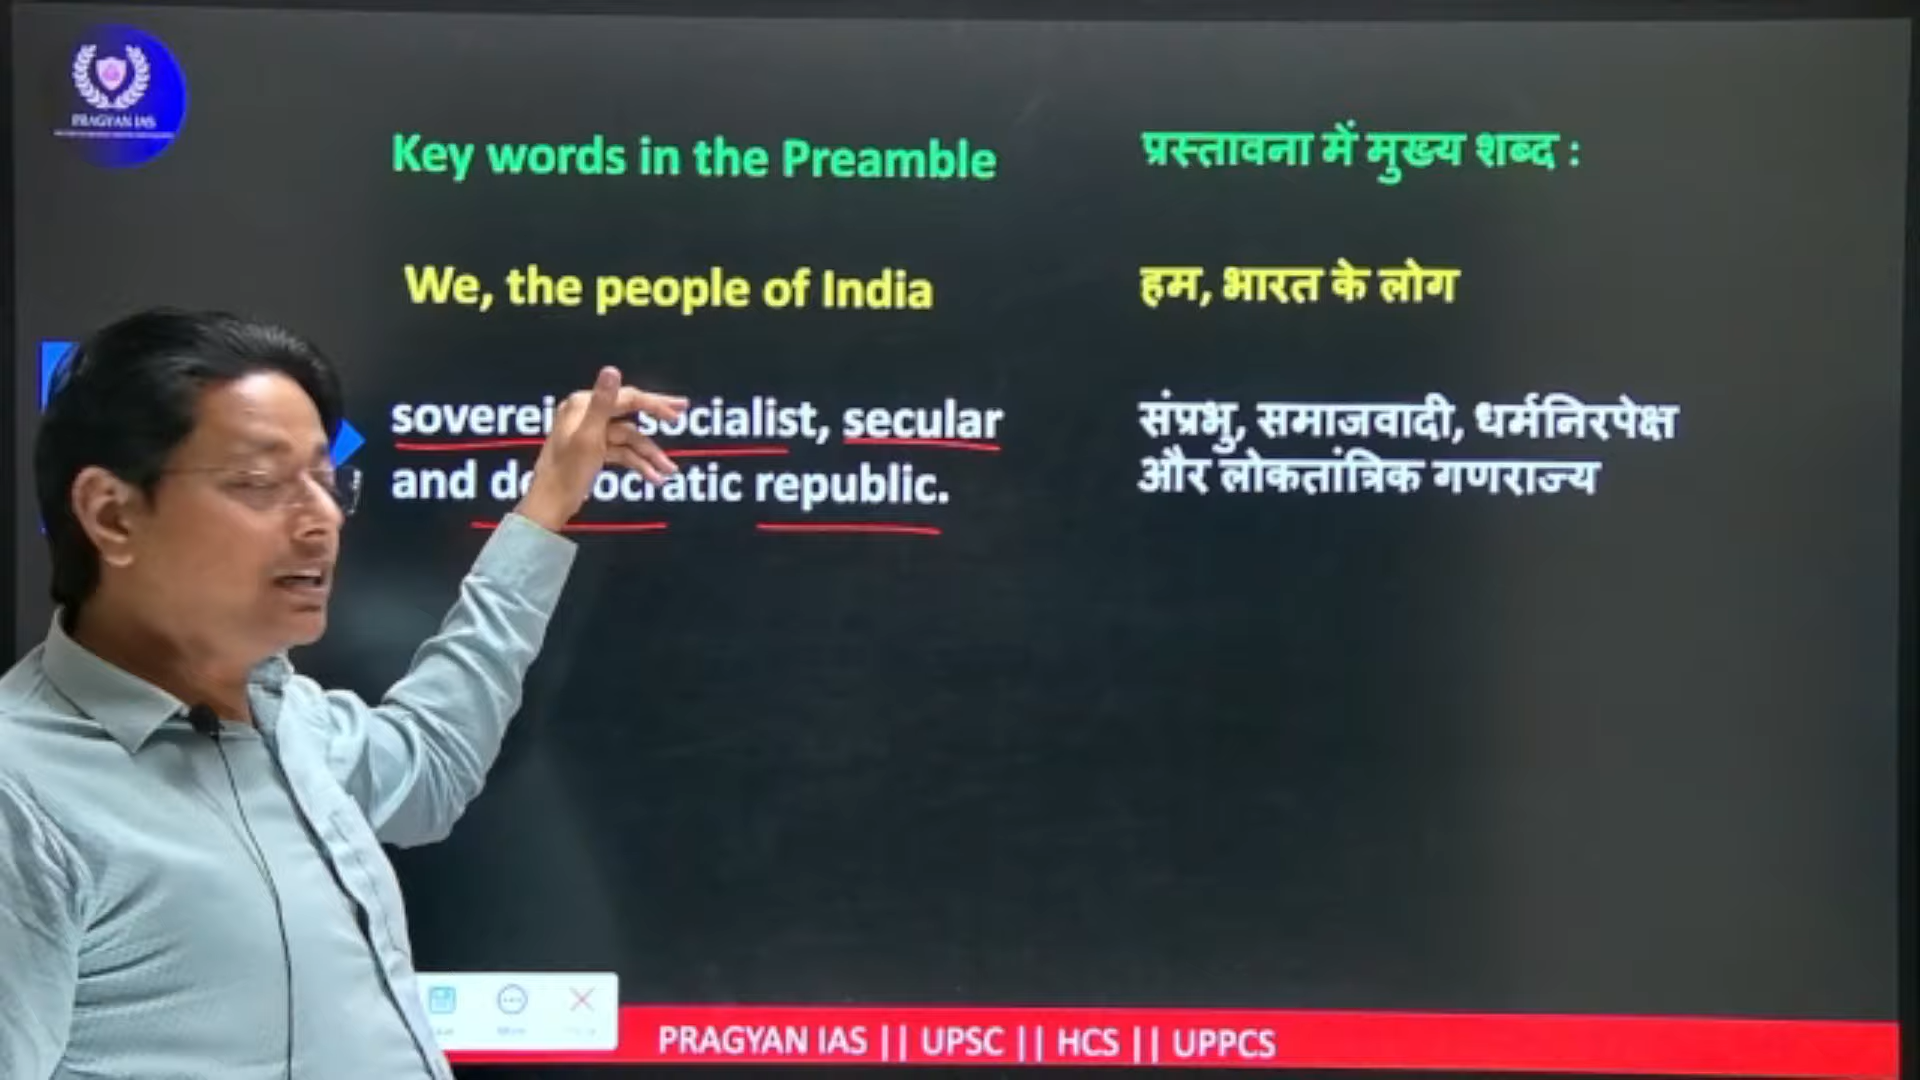 PRAGYAN IAS
Key words in the Preamble
We, the people of India
socialist, secular
and republic.
प्रस्तावना में मुख्य शब्द :
हम, भारत के लोग
संप्रभु, समाजवादी, धर्मनिरपेक्ष
और लोकतांत्रिक गणराज्य
PRAGYAN IAS || UPSC || HCS || UPPCS